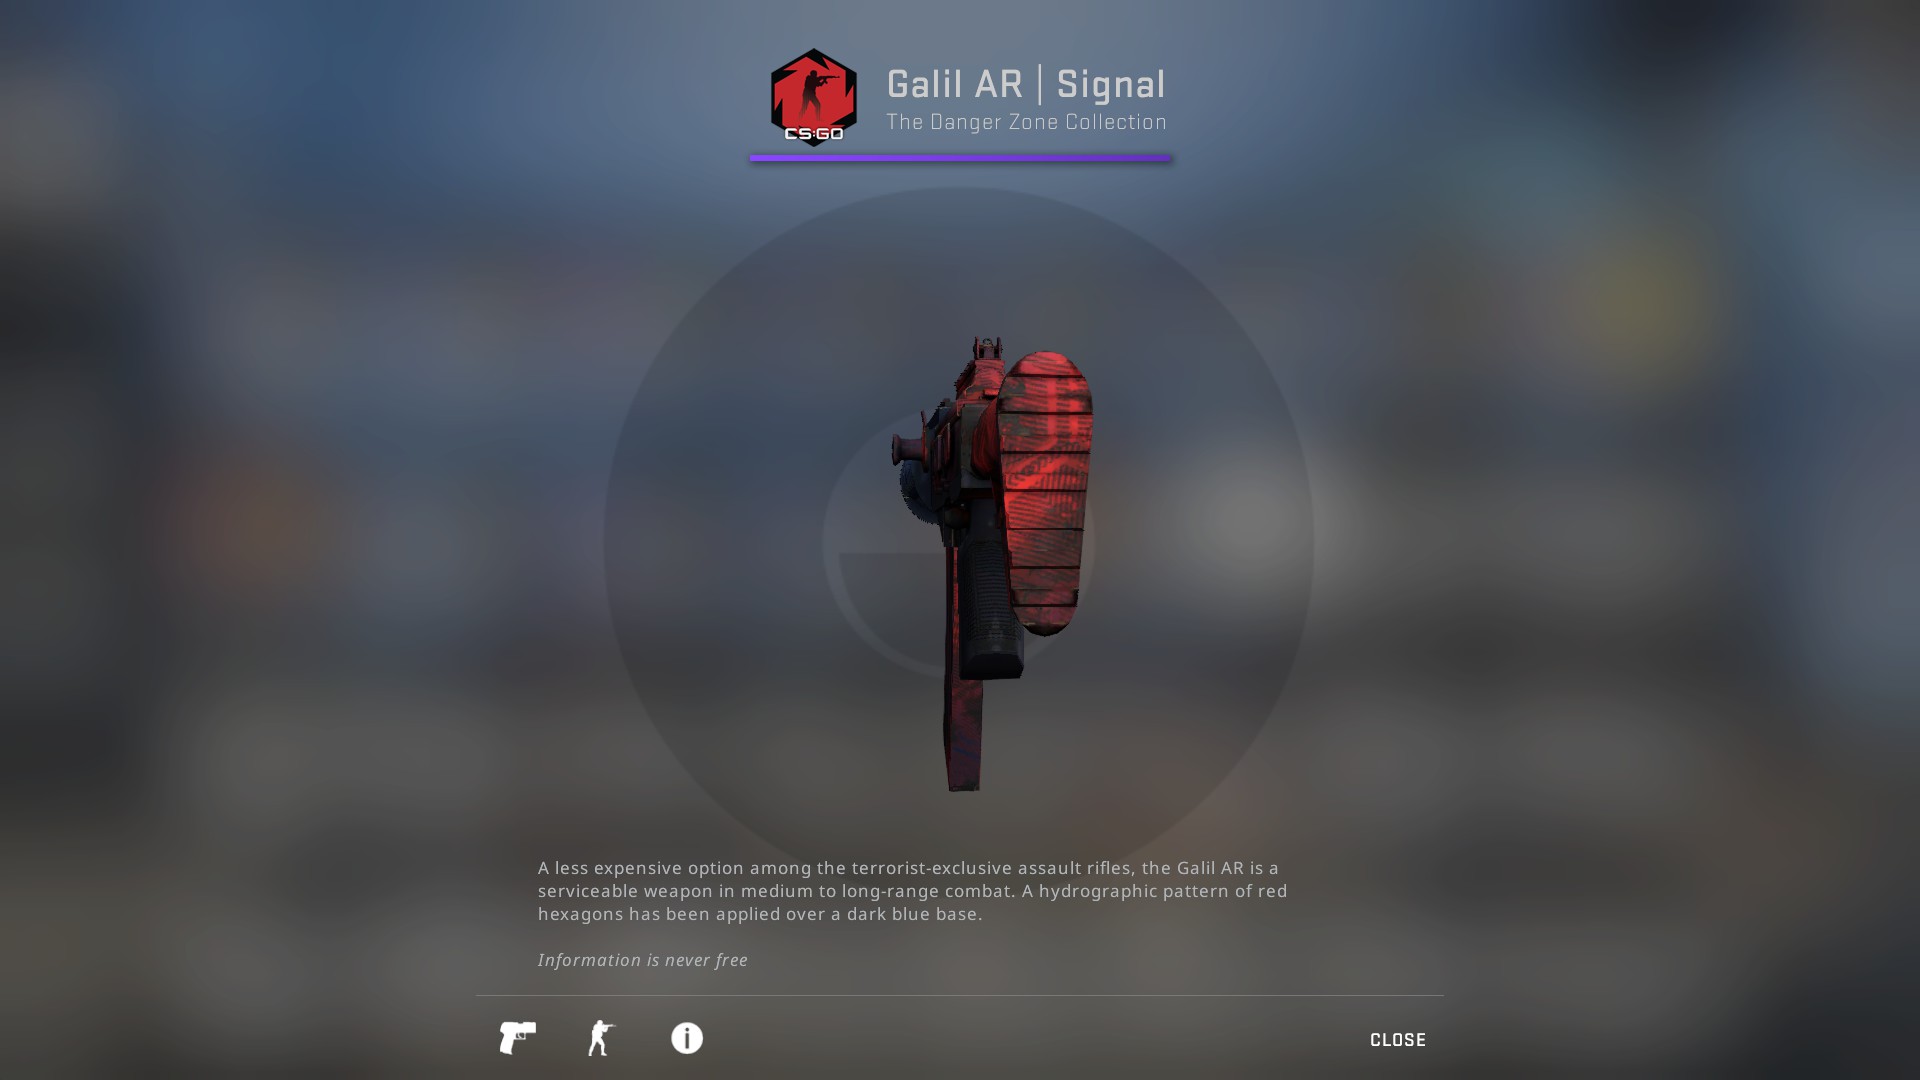 Galil AR | Signal
The Danger Zone Collection
CS:GO
A less expensive option among the terrorist-exclusive assault rifles, the Galil AR is a
serviceable weapon in medium to long-range combat. A hydrographic pattern of red
hexagons has been applied over a dark blue base.
Information is never free
CLOSE